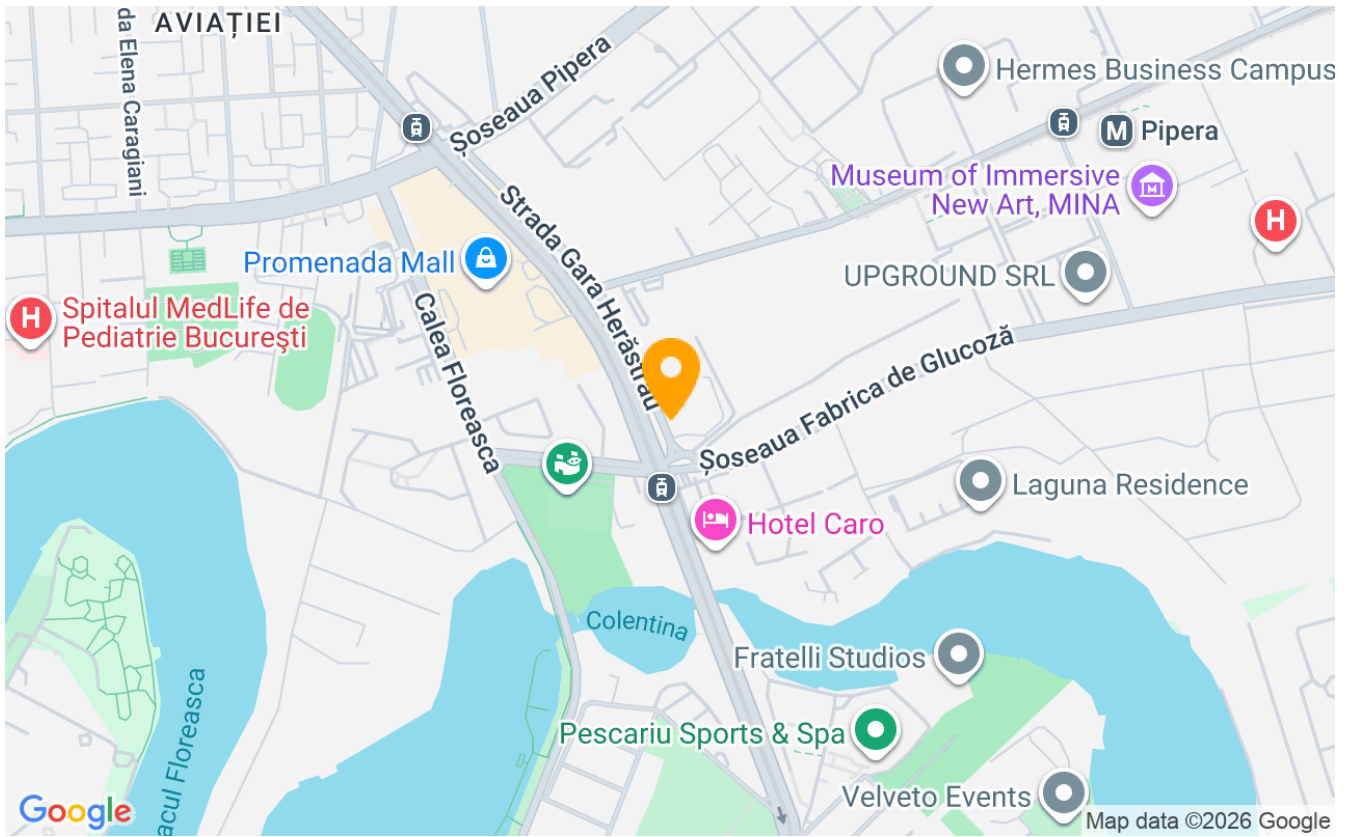 AVIAȚIEI
da Elena Caragiani
Șoseaua Pipera
Hermes Business Campus
Pipera
M
Museum of Immersive
New Art, MINA
H
Strada Gara Herăstrău
Promenada Mall
UPGROUND SRL
H
Spitalul MedLife de
Pediatrie București
Calea Floreasca
Șoseaua Fabrica de Glucoză
Laguna Residence
Hotel Caro
Colentina
Fratelli Studios
acul Floreasca
Pescariu Sports & Spa
Velveto Events
Google
Map data ©2026 Google